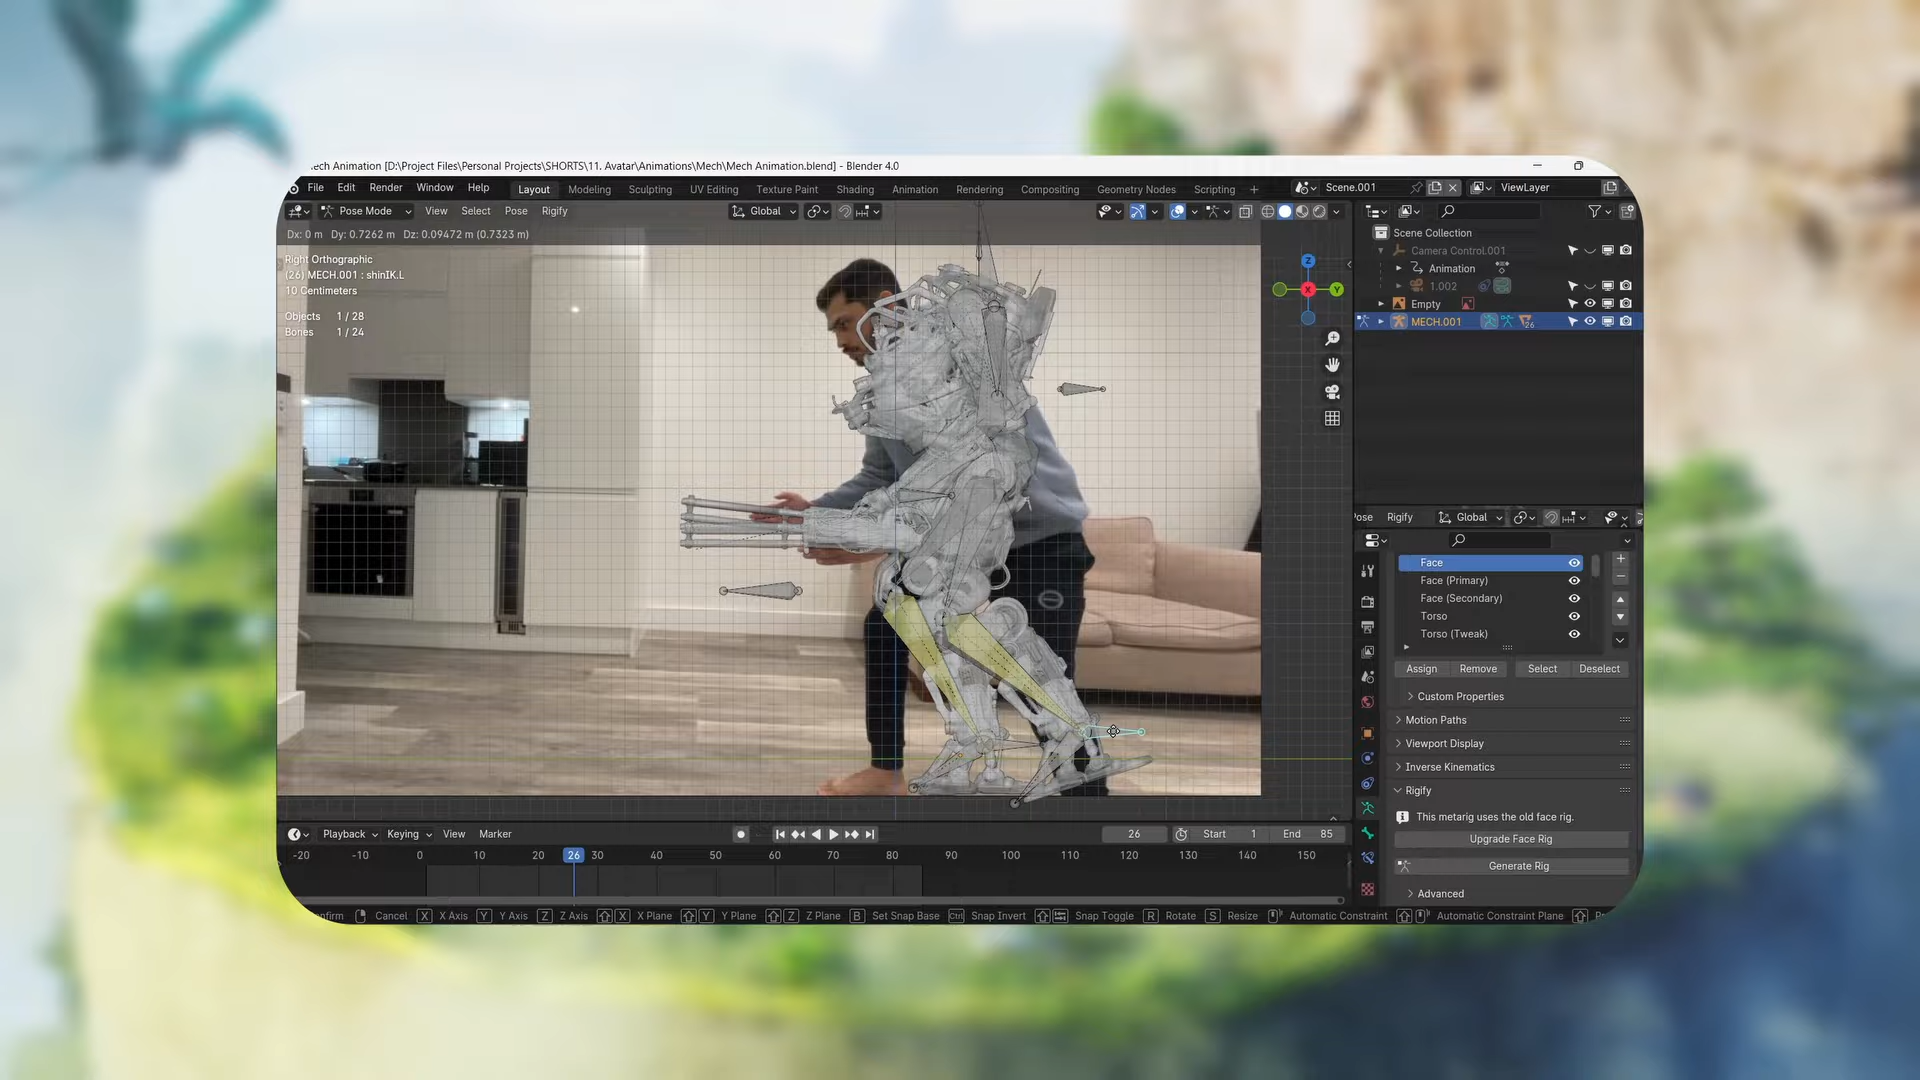 ech Animation [D:\Project Files\Personal Projects\SHORTS\11. Avatar\Animations\Mech\Mech Animation.blend] - Blender 4.0
File Edit Render Window Help Layout Modeling Sculpting UV Editing Texture Paint Shading Animation Rendering Compositing Geometry Nodes Scripting + Scene.001 ViewLayer
Pose Mode View Select Pose Rigify Global
Dx: 0 m Dy: 0.7262 m Dz: 0.09472 m (0.7323 m)
Right Orthographic
(26) MECH.001 : shinIK.L
10 Centimeters
Objects 1 / 28
Bones 1 / 24
Z
X
Y
Scene Collection
Camera Control.001
Animation
1.002
Empty
MECH.001 26
ose Rigify Global
Face
Face (Primary)
Face (Secondary)
Torso
Torso (Tweak)
Assign Remove Select Deselect
Custom Properties
Motion Paths
Viewport Display
Inverse Kinematics
Rigify
This metarig uses the old face rig.
Upgrade Face Rig
Generate Rig
Advanced
Playback Keying View Marker 26 Start 1 End 85
-20 -10 0 10 20 26 30 40 50 60 70 80 90 100 110 120 130 140 150
nfirm Cancel X X Axis Y Y Axis Z Z Axis X X Plane Y Y Plane Z Z Plane B Set Snap Base Ctrl Snap Invert Snap Toggle R Rotate S Resize Automatic Constraint Automatic Constraint Plane